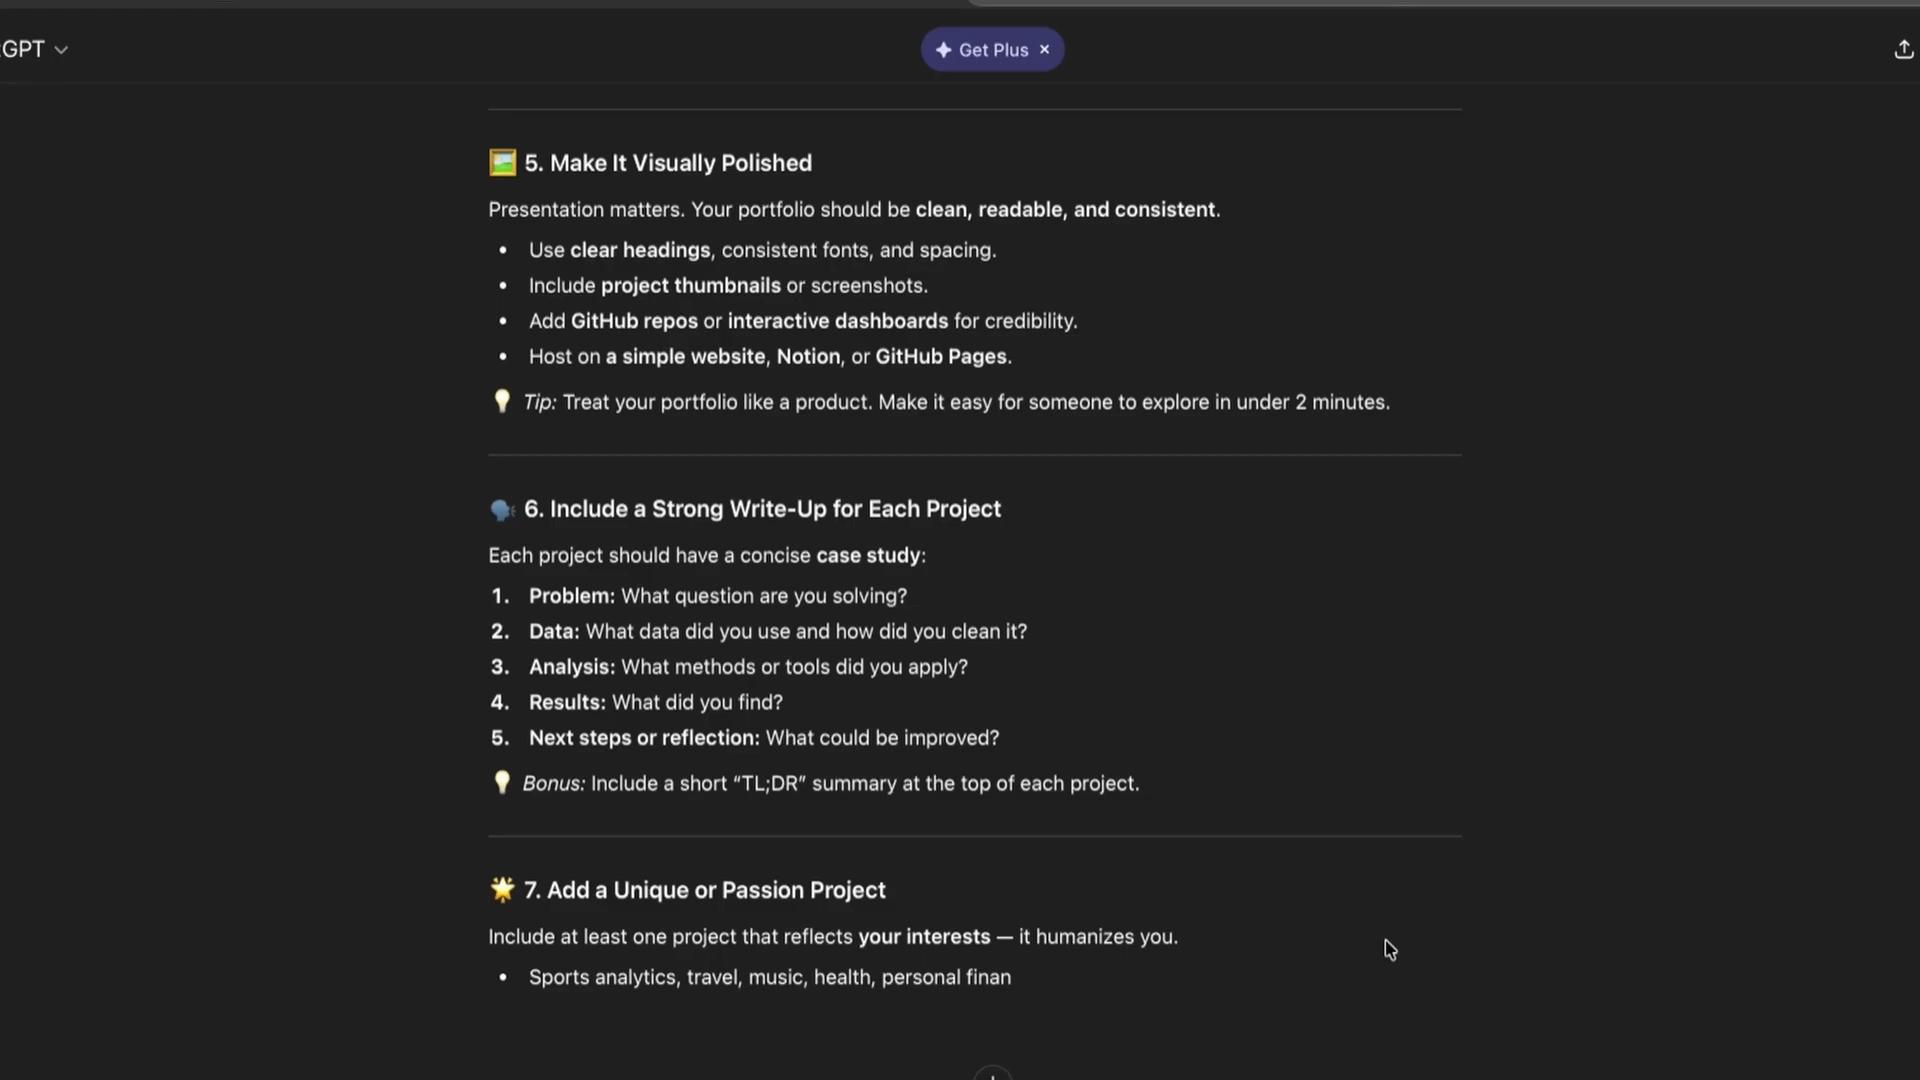 GPT
Get Plus ×
🖼️ 5. Make It Visually Polished
Presentation matters. Your portfolio should be clean, readable, and consistent.
• Use clear headings, consistent fonts, and spacing.
• Include project thumbnails or screenshots.
• Add GitHub repos or interactive dashboards for credibility.
• Host on a simple website, Notion, or GitHub Pages.
💡 Tip: Treat your portfolio like a product. Make it easy for someone to explore in under 2 minutes.
🗣️ 6. Include a Strong Write-Up for Each Project
Each project should have a concise case study:
1. Problem: What question are you solving?
2. Data: What data did you use and how did you clean it?
3. Analysis: What methods or tools did you apply?
4. Results: What did you find?
5. Next steps or reflection: What could be improved?
💡 Bonus: Include a short “TL;DR” summary at the top of each project.
🌟 7. Add a Unique or Passion Project
Include at least one project that reflects your interests — it humanizes you.
• Sports analytics, travel, music, health, personal finan